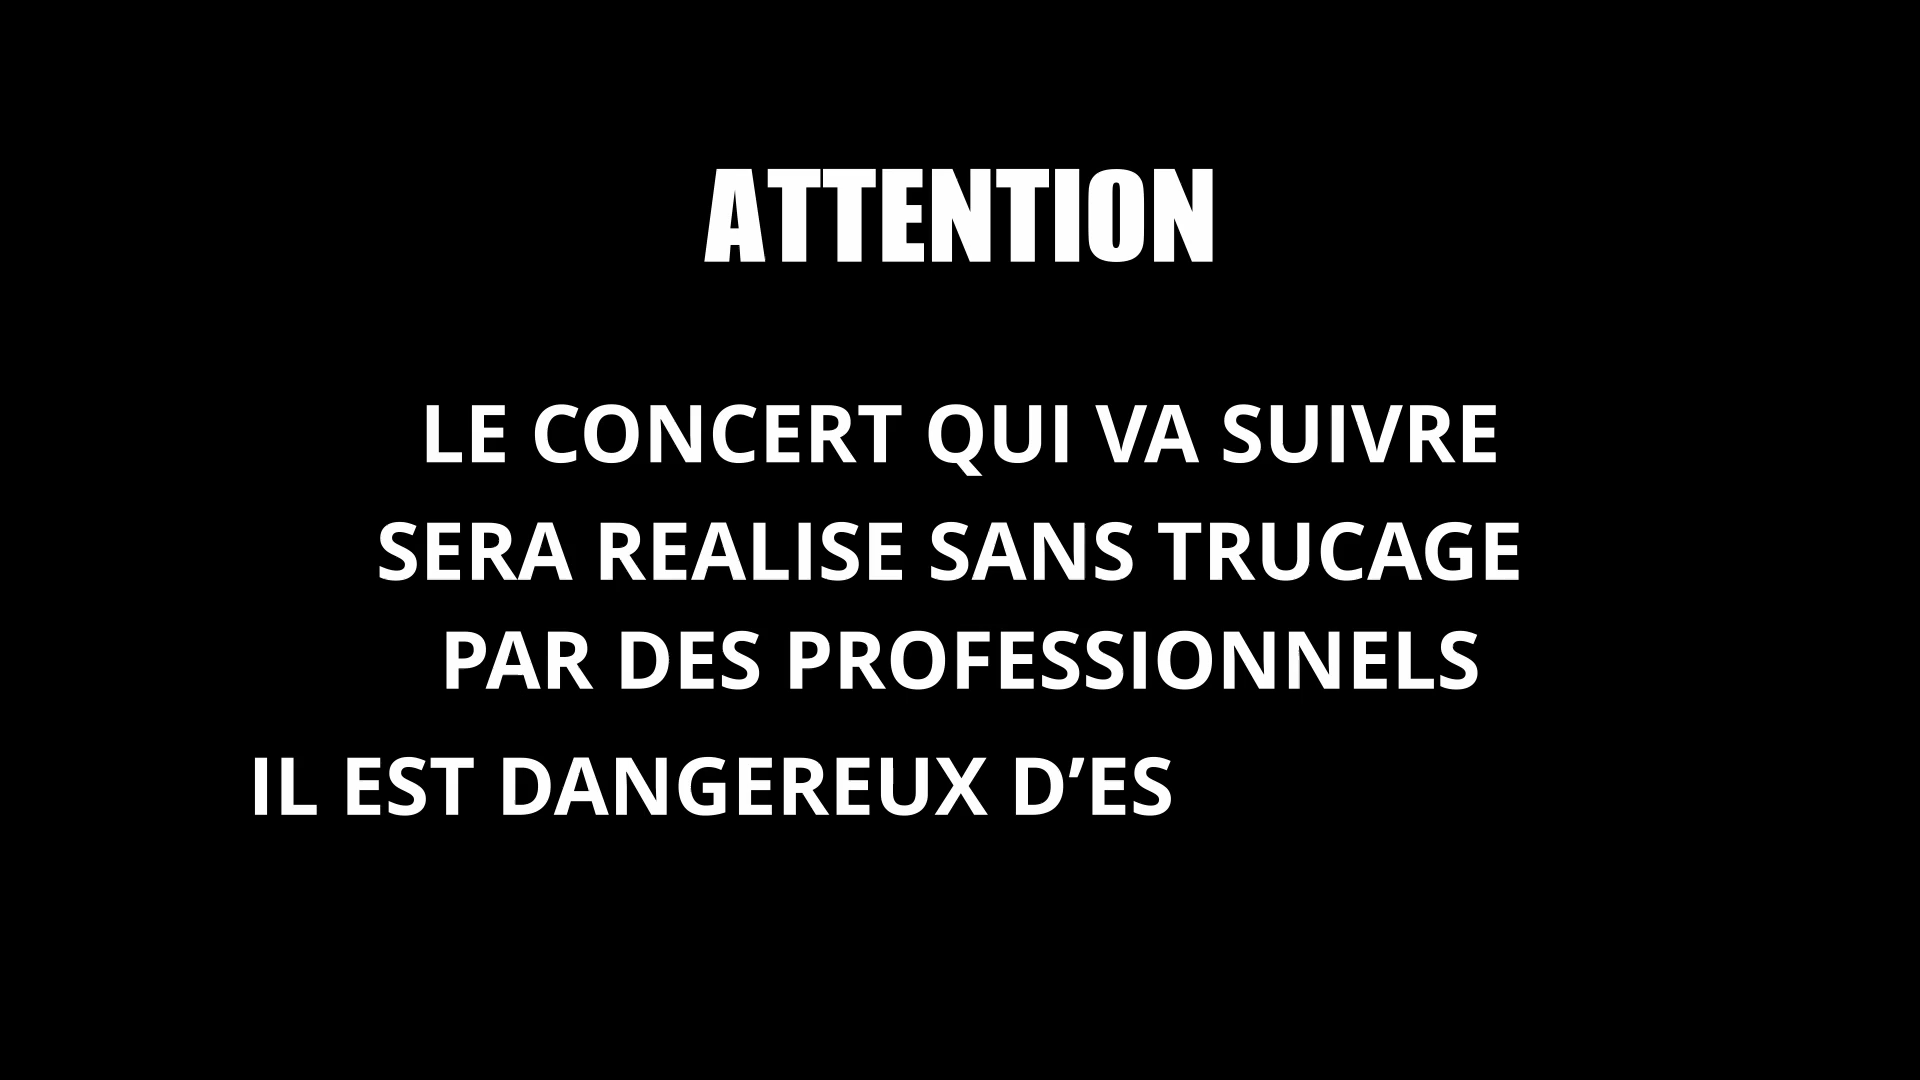 ATTENTION
LE CONCERT QUI VA SUIVRE
SERA REALISE SANS TRUCAGE
PAR DES PROFESSIONNELS
IL EST DANGEREUX D’ES